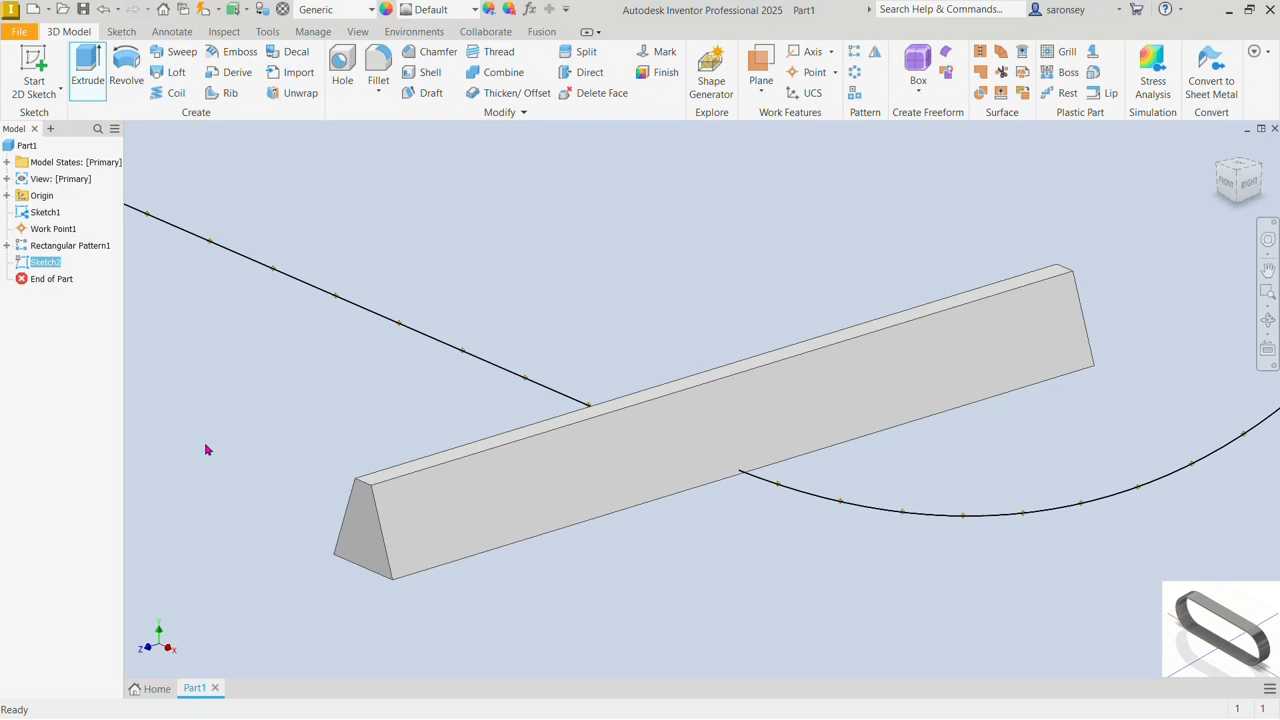 Generic
Default
fx
Autodesk Inventor Professional 2025 Part1
Search Help & Commands...
saronsey
File
3D Model
Sketch
Annotate
Inspect
Tools
Manage
View
Environments
Collaborate
Fusion
Start
2D Sketch
Extrude
Revolve
Sweep
Loft
Coil
Emboss
Derive
Rib
Decal
Import
Unwrap
Hole
Fillet
Chamfer
Shell
Draft
Thread
Combine
Thicken/ Offset
Split
Direct
Delete Face
Mark
Finish
Shape
Generator
Plane
Axis
Point
UCS
Box
Grill
Boss
Rest
Lip
Stress
Analysis
Convert to
Sheet Metal
Sketch
Create
Modify
Explore
Work Features
Pattern
Create Freeform
Surface
Plastic Part
Simulation
Convert
Model
Part1
Model States: [Primary]
View: [Primary]
Origin
Sketch1
Work Point1
Rectangular Pattern1
Sketch2
End of Part
FRONT
RIGHT
Y
Z
X
Home
Part1
Ready
1
1